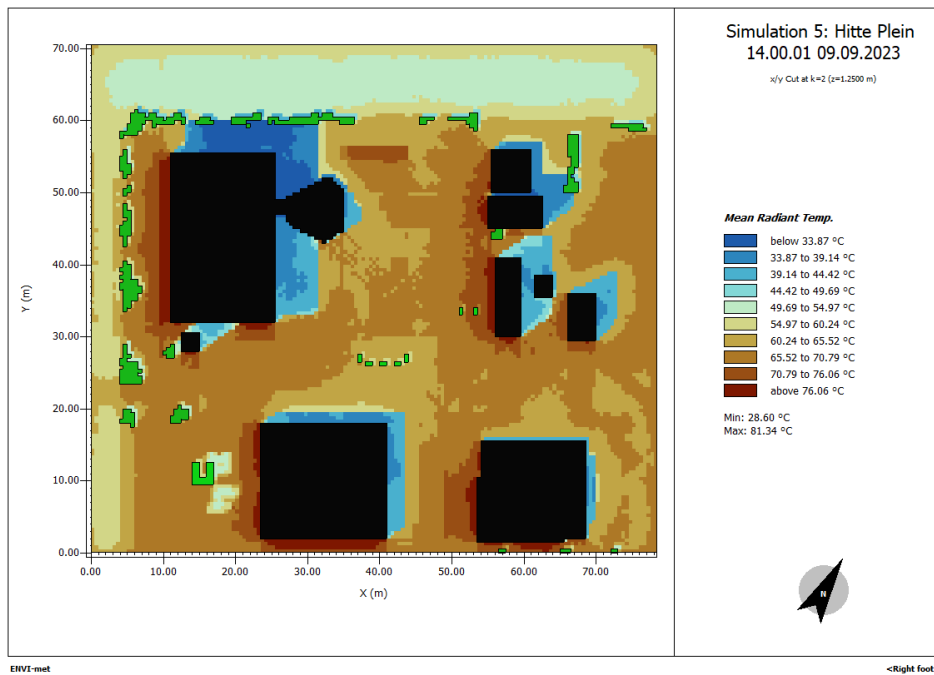 Simulation 5: Hitte Plein
14.00.01 09.09.2023
x/y Cut at k=2 (z=1.2500 m)
70.00
60.00
50.00
40.00
30.00
20.00
10.00
0.00
Y (m)
0.00 10.00 20.00 30.00 40.00 50.00 60.00 70.00
X (m)
Mean Radiant Temp.
below 33.87 °C
33.87 to 39.14 °C
39.14 to 44.42 °C
44.42 to 49.69 °C
49.69 to 54.97 °C
54.97 to 60.24 °C
60.24 to 65.52 °C
65.52 to 70.79 °C
70.79 to 76.06 °C
above 76.06 °C
Min: 28.60 °C
Max: 81.34 °C
N
ENVI-met
<Right foot